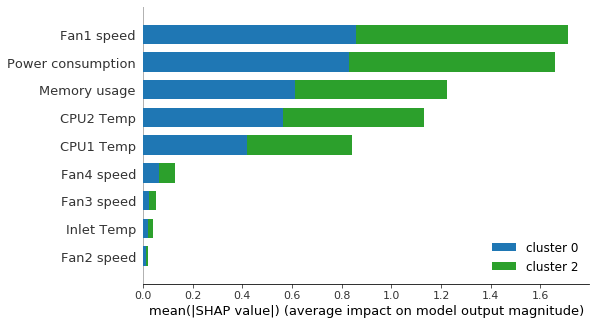 Fan1 speed
Power consumption
Memory usage
CPU2 Temp
CPU1 Temp
Fan4 speed
Fan3 speed
Inlet Temp
Fan2 speed
cluster 0
cluster 2
0.0 0.2 0.4 0.6 0.8 1.0 1.2 1.4 1.6
mean(|SHAP value|) (average impact on model output magnitude)